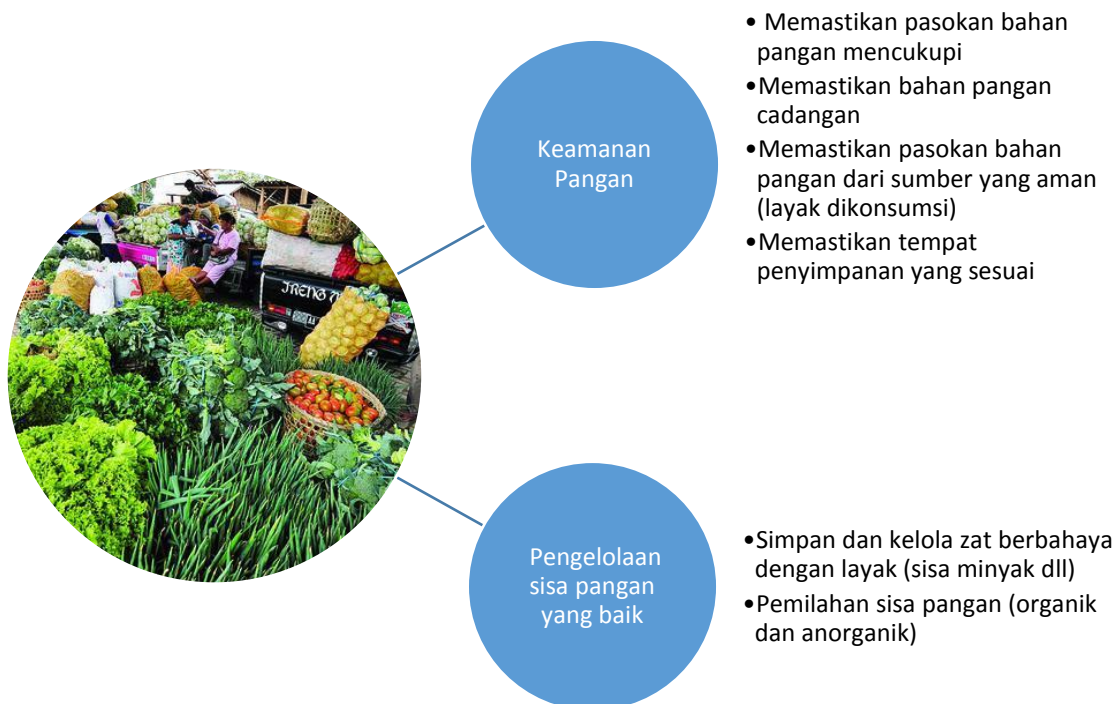 • Memastikan pasokan bahan
pangan mencukupi
•Memastikan bahan pangan
cadangan
•Memastikan pasokan bahan
pangan dari sumber yang aman
(layak dikonsumsi)
•Memastikan tempat
penyimpanan yang sesuai
Keamanan
Pangan
JRENG
Pengelolaan
sisa pangan
yang baik
•Simpan dan kelola zat berbahaya
dengan layak (sisa minyak dll)
•Pemilahan sisa pangan (organik
dan anorganik)